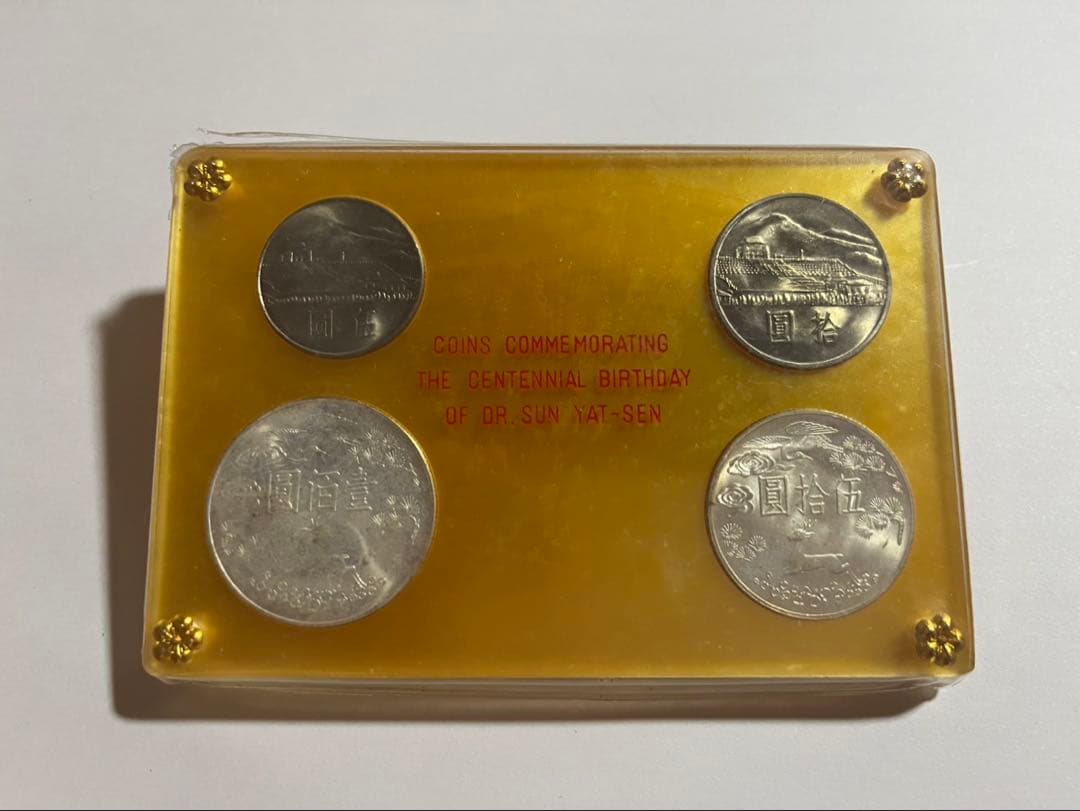 伍圓
拾圓
COINS COMMEMORATING
THE CENTENNIAL BIRTHDAY
OF DR. SUN YAT-SEN
壹佰圓
伍拾圓